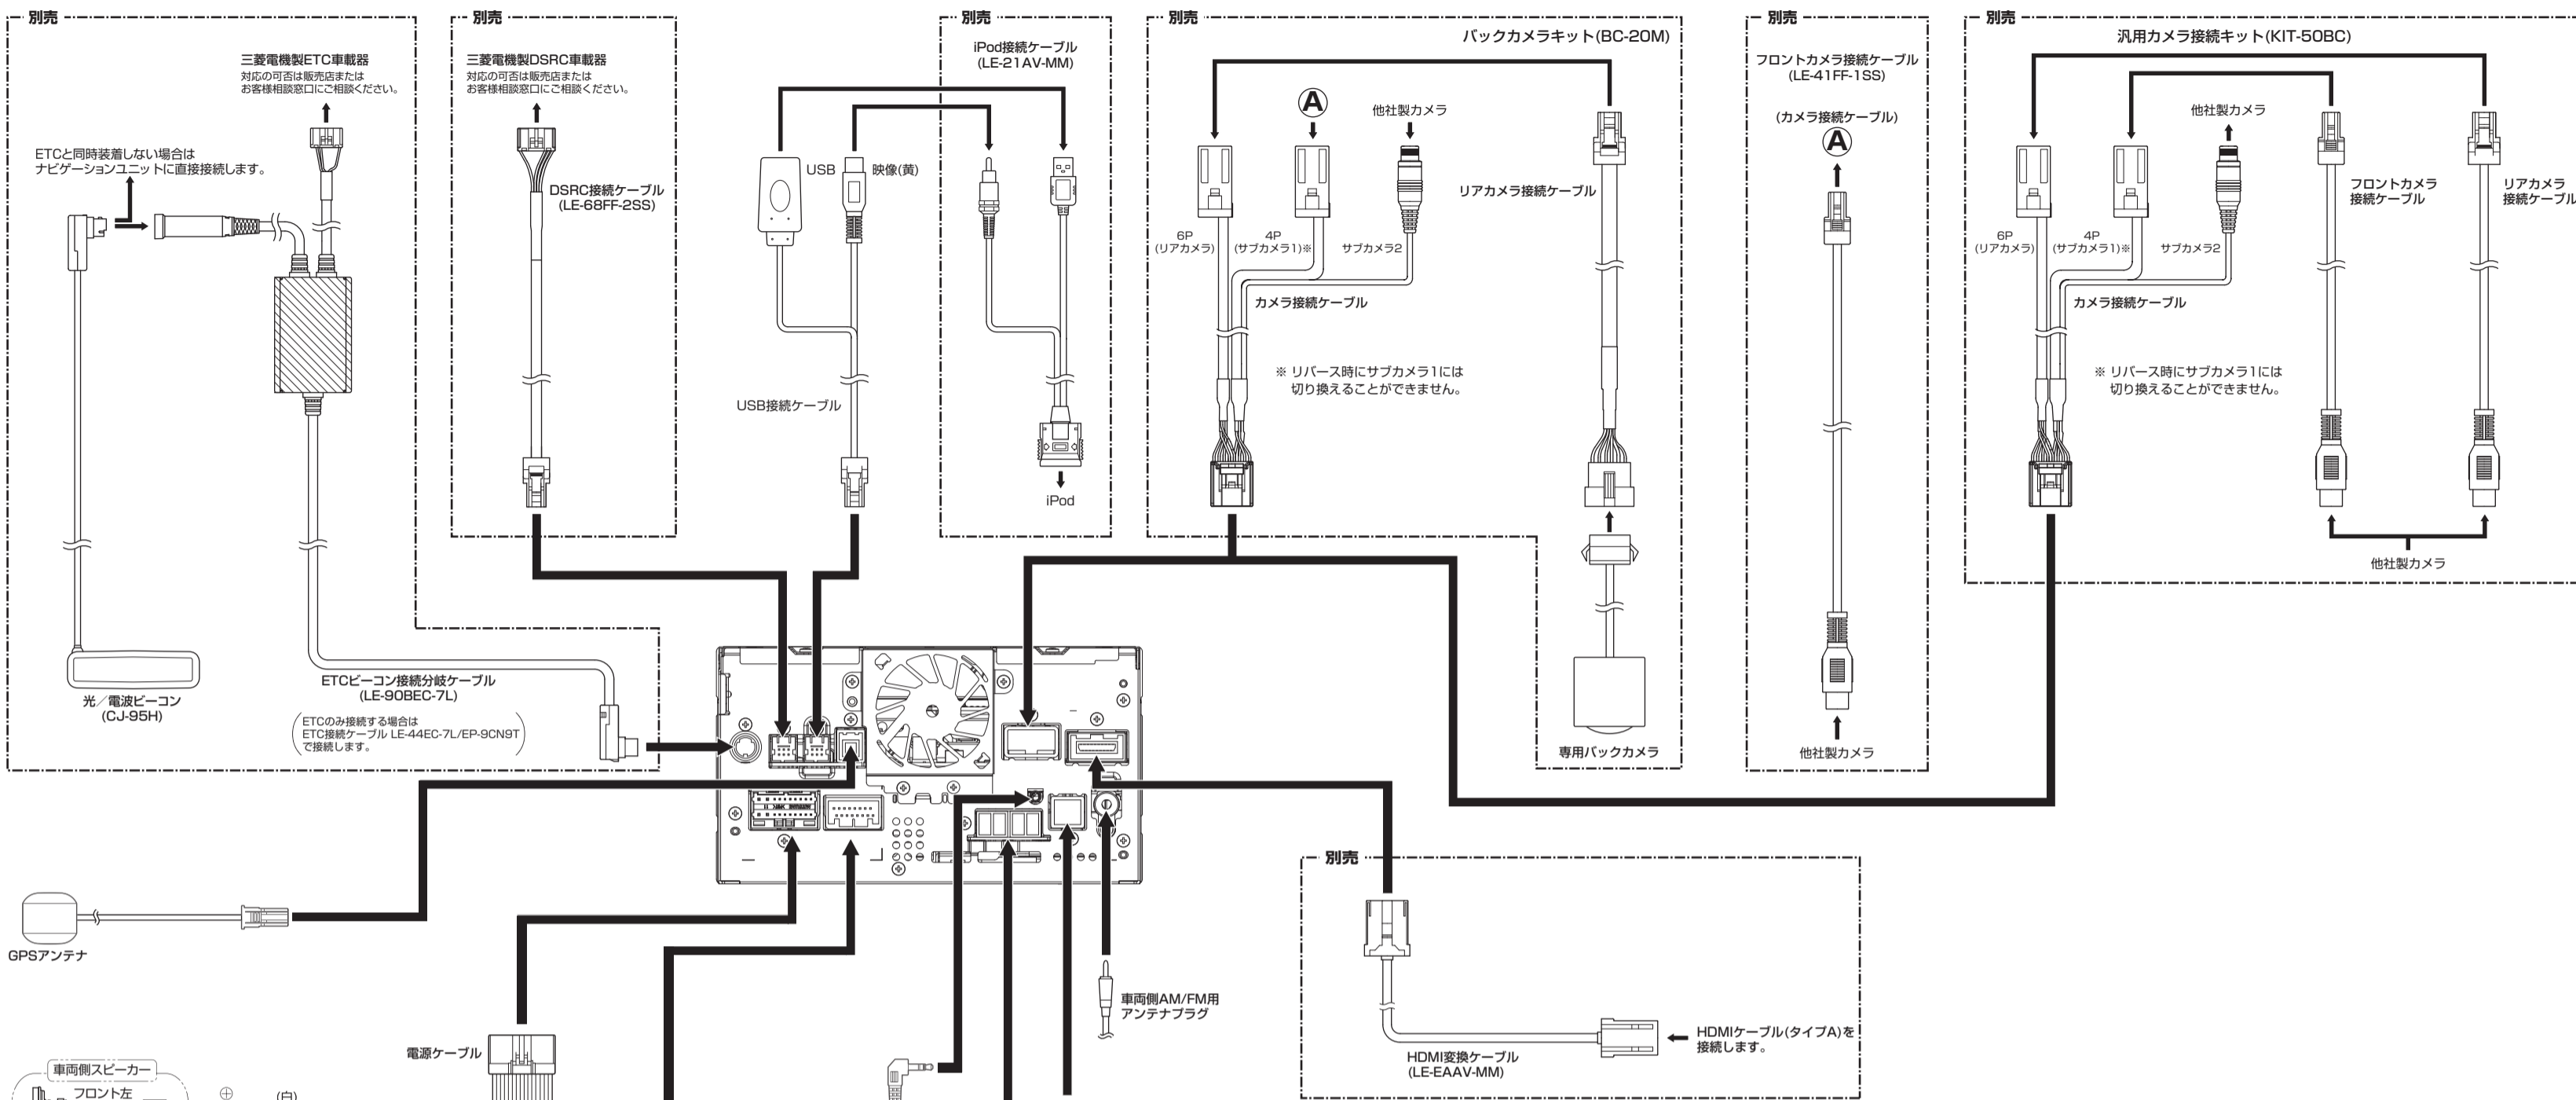 別売
三菱電機製ETC車載器
対応の可否は販売店または
お客様相談窓口にご相談ください。
ETCと同時装着しない場合は
ナビゲーションユニットに直接接続します。
光／電波ビーコン
(CJ-95H)
ETCビーコン接続分岐ケーブル
(LE-90BEC-7L)
ETCのみ接続する場合は
ETC接続ケーブル LE-44EC-7L/EP-9CN9T
で接続します。
別売
三菱電機製DSRC車載器
対応の可否は販売店または
お客様相談窓口にご相談ください。
DSRC接続ケーブル
(LE-68FF-2SS)
USB
映像(黄)
USB接続ケーブル
別売
iPod接続ケーブル
(LE-21AV-MM)
iPod
別売
バックカメラキット(BC-20M)
A
他社製カメラ
リアカメラ接続ケーブル
6P
(リアカメラ)
4P
(サブカメラ1)※
サブカメラ2
カメラ接続ケーブル
※ リバース時にサブカメラ1には
切り換えることができません。
専用バックカメラ
別売
フロントカメラ接続ケーブル
(LE-41FF-1SS)
(カメラ接続ケーブル)
A
他社製カメラ
別売
汎用カメラ接続キット(KIT-50BC)
他社製カメラ
フロントカメラ
接続ケーブル
リアカメラ
接続ケーブル
6P
(リアカメラ)
4P
(サブカメラ1)※
サブカメラ2
カメラ接続ケーブル
※ リバース時にサブカメラ1には
切り換えることができません。
他社製カメラ
GPSアンテナ
電源ケーブル
車両側AM/FM用
アンテナプラグ
別売
HDMI変換ケーブル
(LE-EAAV-MM)
HDMIケーブル(タイプA)を
接続します。
車両側スピーカー
フロント左
⊕
(白)